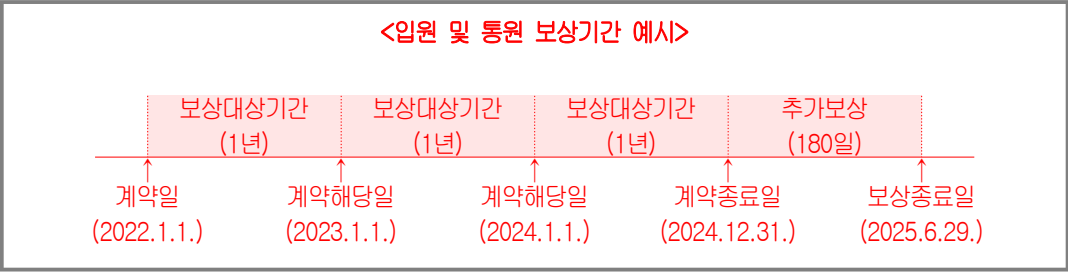 <입원 및 통원 보상기간 예시>
보상대상기간 보상대상기간 보상대상기간 추가보상
(1년) (1년) (1년) (180일)
계약일 계약해당일 계약해당일 계약종료일 보상종료일
(2022.1.1.) (2023.1.1.) (2024.1.1.) (2024.12.31.) (2025.6.29.)